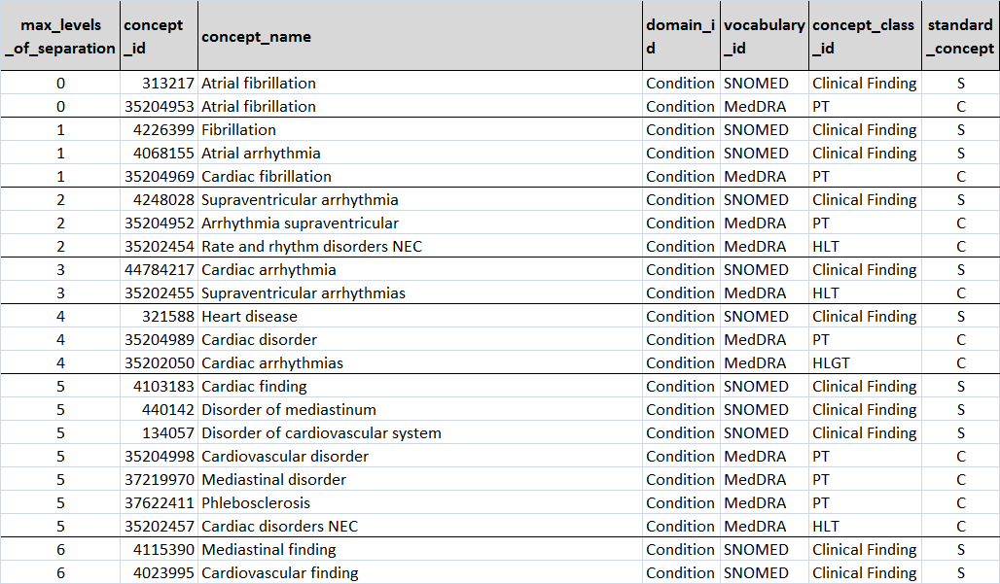 max_levels_of_separation concept_id concept_name domain_id vocabulary_id concept_class_id standard_concept
0 313217 Atrial fibrillation Condition SNOMED Clinical Finding S
0 35204953 Atrial fibrillation Condition MedDRA PT C
1 4226399 Fibrillation Condition SNOMED Clinical Finding S
1 4068155 Atrial arrhythmia Condition SNOMED Clinical Finding S
1 35204969 Cardiac fibrillation Condition MedDRA PT C
2 4248028 Supraventricular arrhythmia Condition SNOMED Clinical Finding S
2 35204952 Arrhythmia supraventricular Condition MedDRA PT C
2 35202454 Rate and rhythm disorders NEC Condition MedDRA HLT C
3 44784217 Cardiac arrhythmia Condition SNOMED Clinical Finding S
3 35202455 Supraventricular arrhythmias Condition MedDRA HLT C
4 321588 Heart disease Condition SNOMED Clinical Finding S
4 35204989 Cardiac disorder Condition MedDRA PT C
4 35202050 Cardiac arrhythmias Condition MedDRA HLGT C
5 4103183 Cardiac finding Condition SNOMED Clinical Finding S
5 440142 Disorder of mediastinum Condition SNOMED Clinical Finding S
5 134057 Disorder of cardiovascular system Condition SNOMED Clinical Finding S
5 35204998 Cardiovascular disorder Condition MedDRA PT C
5 37219970 Mediastinal disorder Condition MedDRA PT C
5 37622411 Phlebosclerosis Condition MedDRA PT C
5 35202457 Cardiac disorders NEC Condition MedDRA HLT C
6 4115390 Mediastinal finding Condition SNOMED Clinical Finding S
6 4023995 Cardiovascular finding Condition SNOMED Clinical Finding S